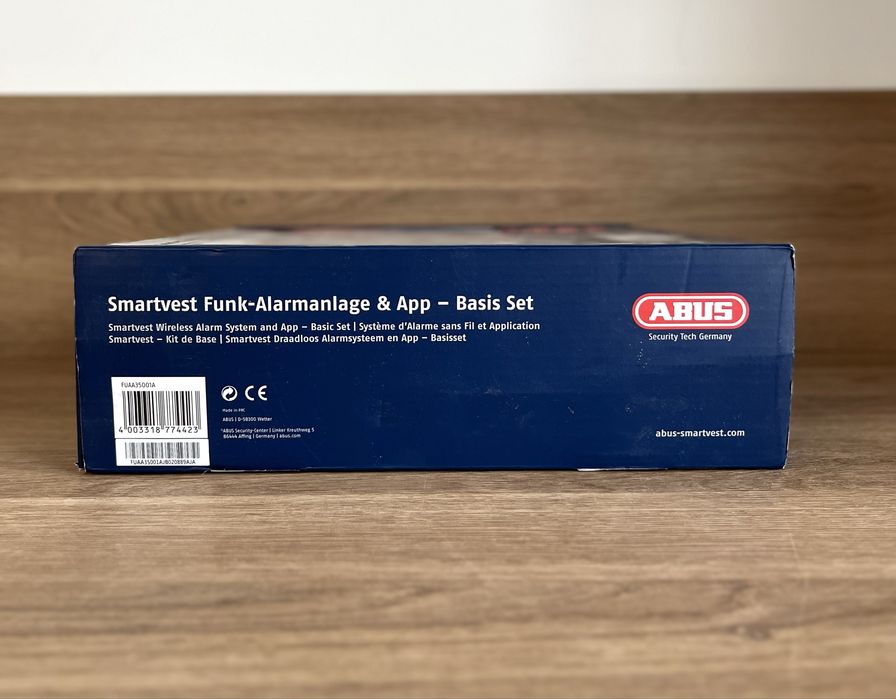 Smartvest Funk-Alarmanlage & App – Basis Set
Smartvest Wireless Alarm System and App – Basic Set | Système d'Alarme sans Fil et Application
Smartvest – Kit de Base | Smartvest Draadloos Alarmsysteem en App – Basisset
ABUS
Security Tech Germany
FUAA35001A
4 003318 774423
FUAA35001AJB020889AJA
CE
Made in PRC
ABUS | D-58300 Wetter
*ABUS Security-Center | Linker Kreuthweg 5
86444 Affing | Germany | abus.com
abus-smartvest.com